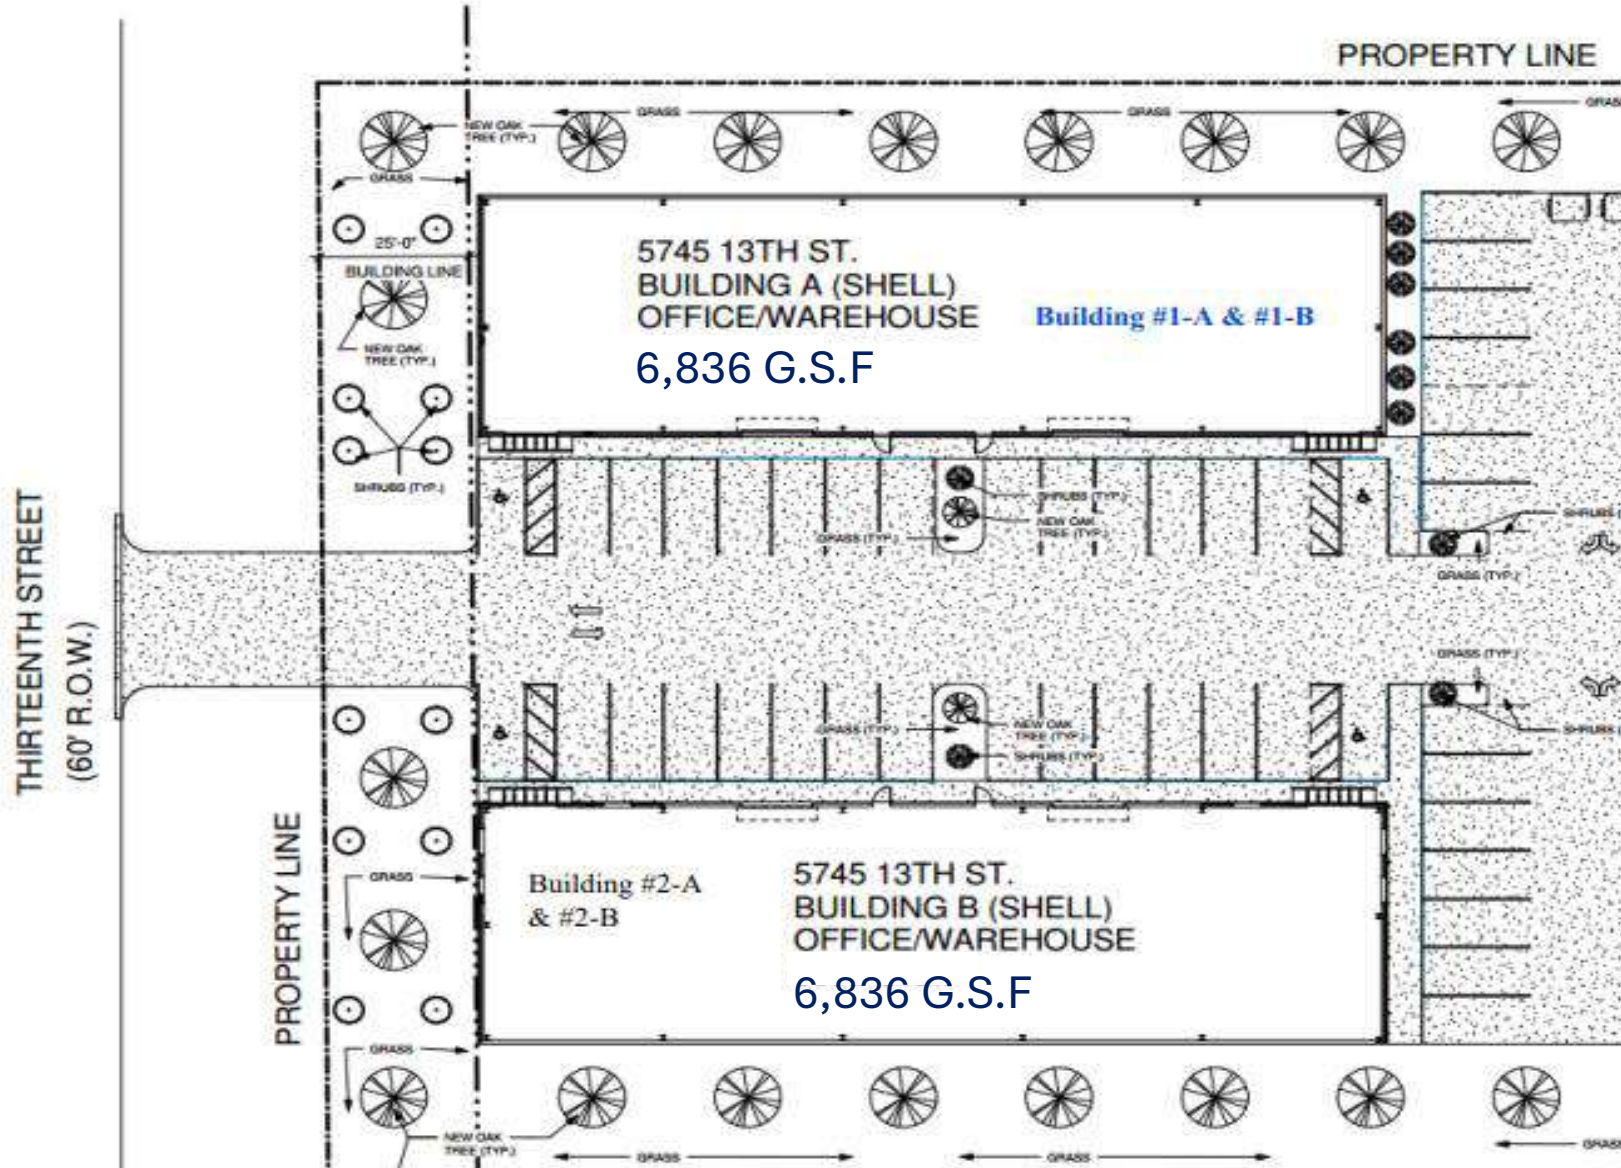 PROPERTY LINE
GRASS
GRASS
GRAS
NEW OAK
TREE (TYP.)
GRASS
25'-0"
BUILDING LINE
NEW OAK
TREE (TYP.)
SHRUBS (TYP.)
5745 13TH ST.
BUILDING A (SHELL)
OFFICE/WAREHOUSE
6,836 G.S.F
Building #1-A & #1-B
SHRUBS (TYP.)
NEW OAK
TREE (TYP.)
GRASS (TYP.)
SHRUBS (
GRASS (TYP.)
THIRTEENTH STREET
(60' R.O.W.)
GRASS (TYP.)
SHRUBS (
GRASS (TYP.)
NEW OAK
TREE (TYP.)
SHRUBS (TYP.)
PROPERTY LINE
GRASS
Building #2-A
& #2-B
5745 13TH ST.
BUILDING B (SHELL)
OFFICE/WAREHOUSE
6,836 G.S.F
GRASS
NEW OAK
TREE (TYP.)
GRASS
GRASS
GRASS